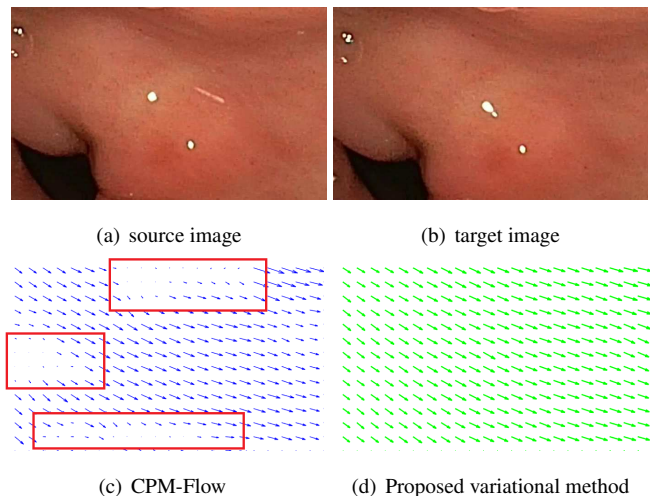 (a) source image
(b) target image
(c) CPM-Flow
(d) Proposed variational method